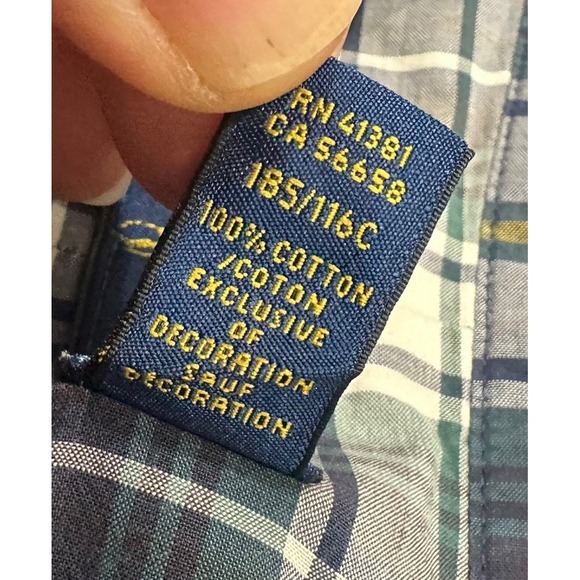 RN 41381
CA 56658
185/116C
100% COTTON
/COTON
EXCLUSIVE
OF
DECORATION
SAUF
DECORATION